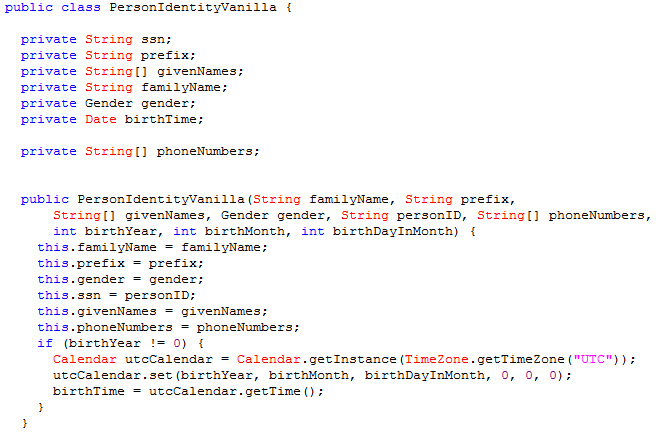 public class PersonIdentityVanilla {
private String ssn;
private String prefix;
private String[] givenNames;
private String familyName;
private Gender gender;
private Date birthTime;
private String[] phoneNumbers;
public PersonIdentityVanilla(String familyName, String prefix,
String[] givenNames, Gender gender, String personID, String[] phoneNumbers,
int birthYear, int birthMonth, int birthDayInMonth) {
this.familyName = familyName;
this.prefix = prefix;
this.gender = gender;
this.ssn = personID;
this.givenNames = givenNames;
this.phoneNumbers = phoneNumbers;
if (birthYear != 0) {
Calendar utcCalendar = Calendar.getInstance(TimeZone.getTimeZone("UTC"));
utcCalendar.set(birthYear, birthMonth, birthDayInMonth, 0, 0, 0);
birthTime = utcCalendar.getTime();
}
}